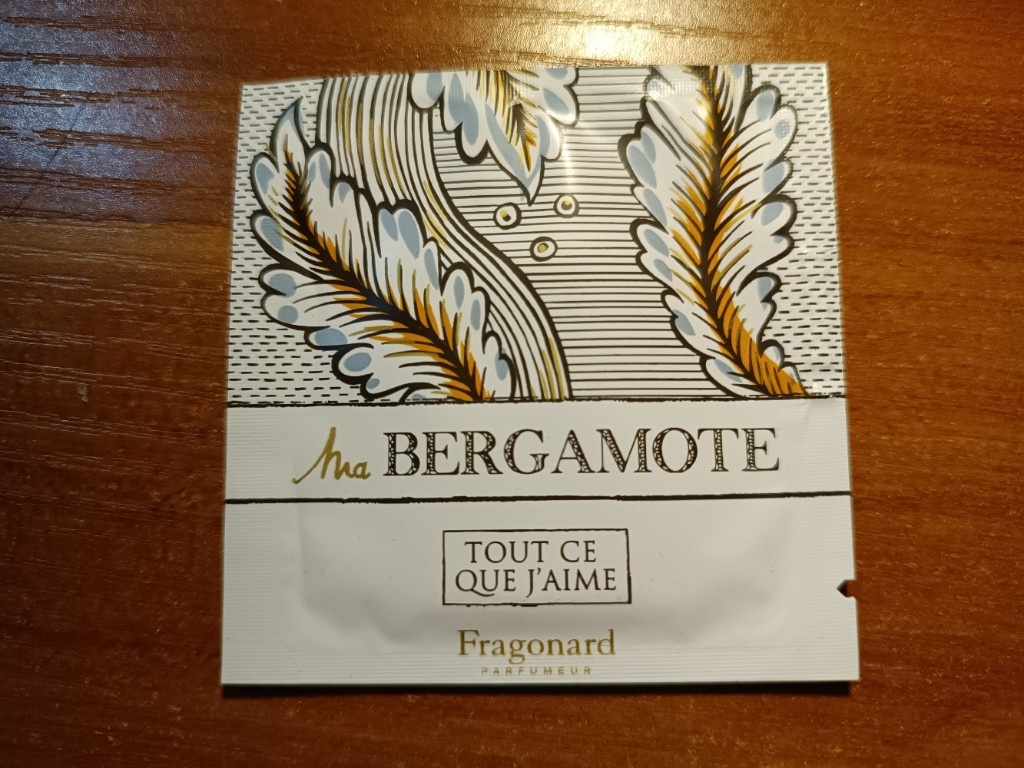 Ma BERGAMOTE
TOUT CE
QUE J'AIME
Fragonard
PARFUMEUR